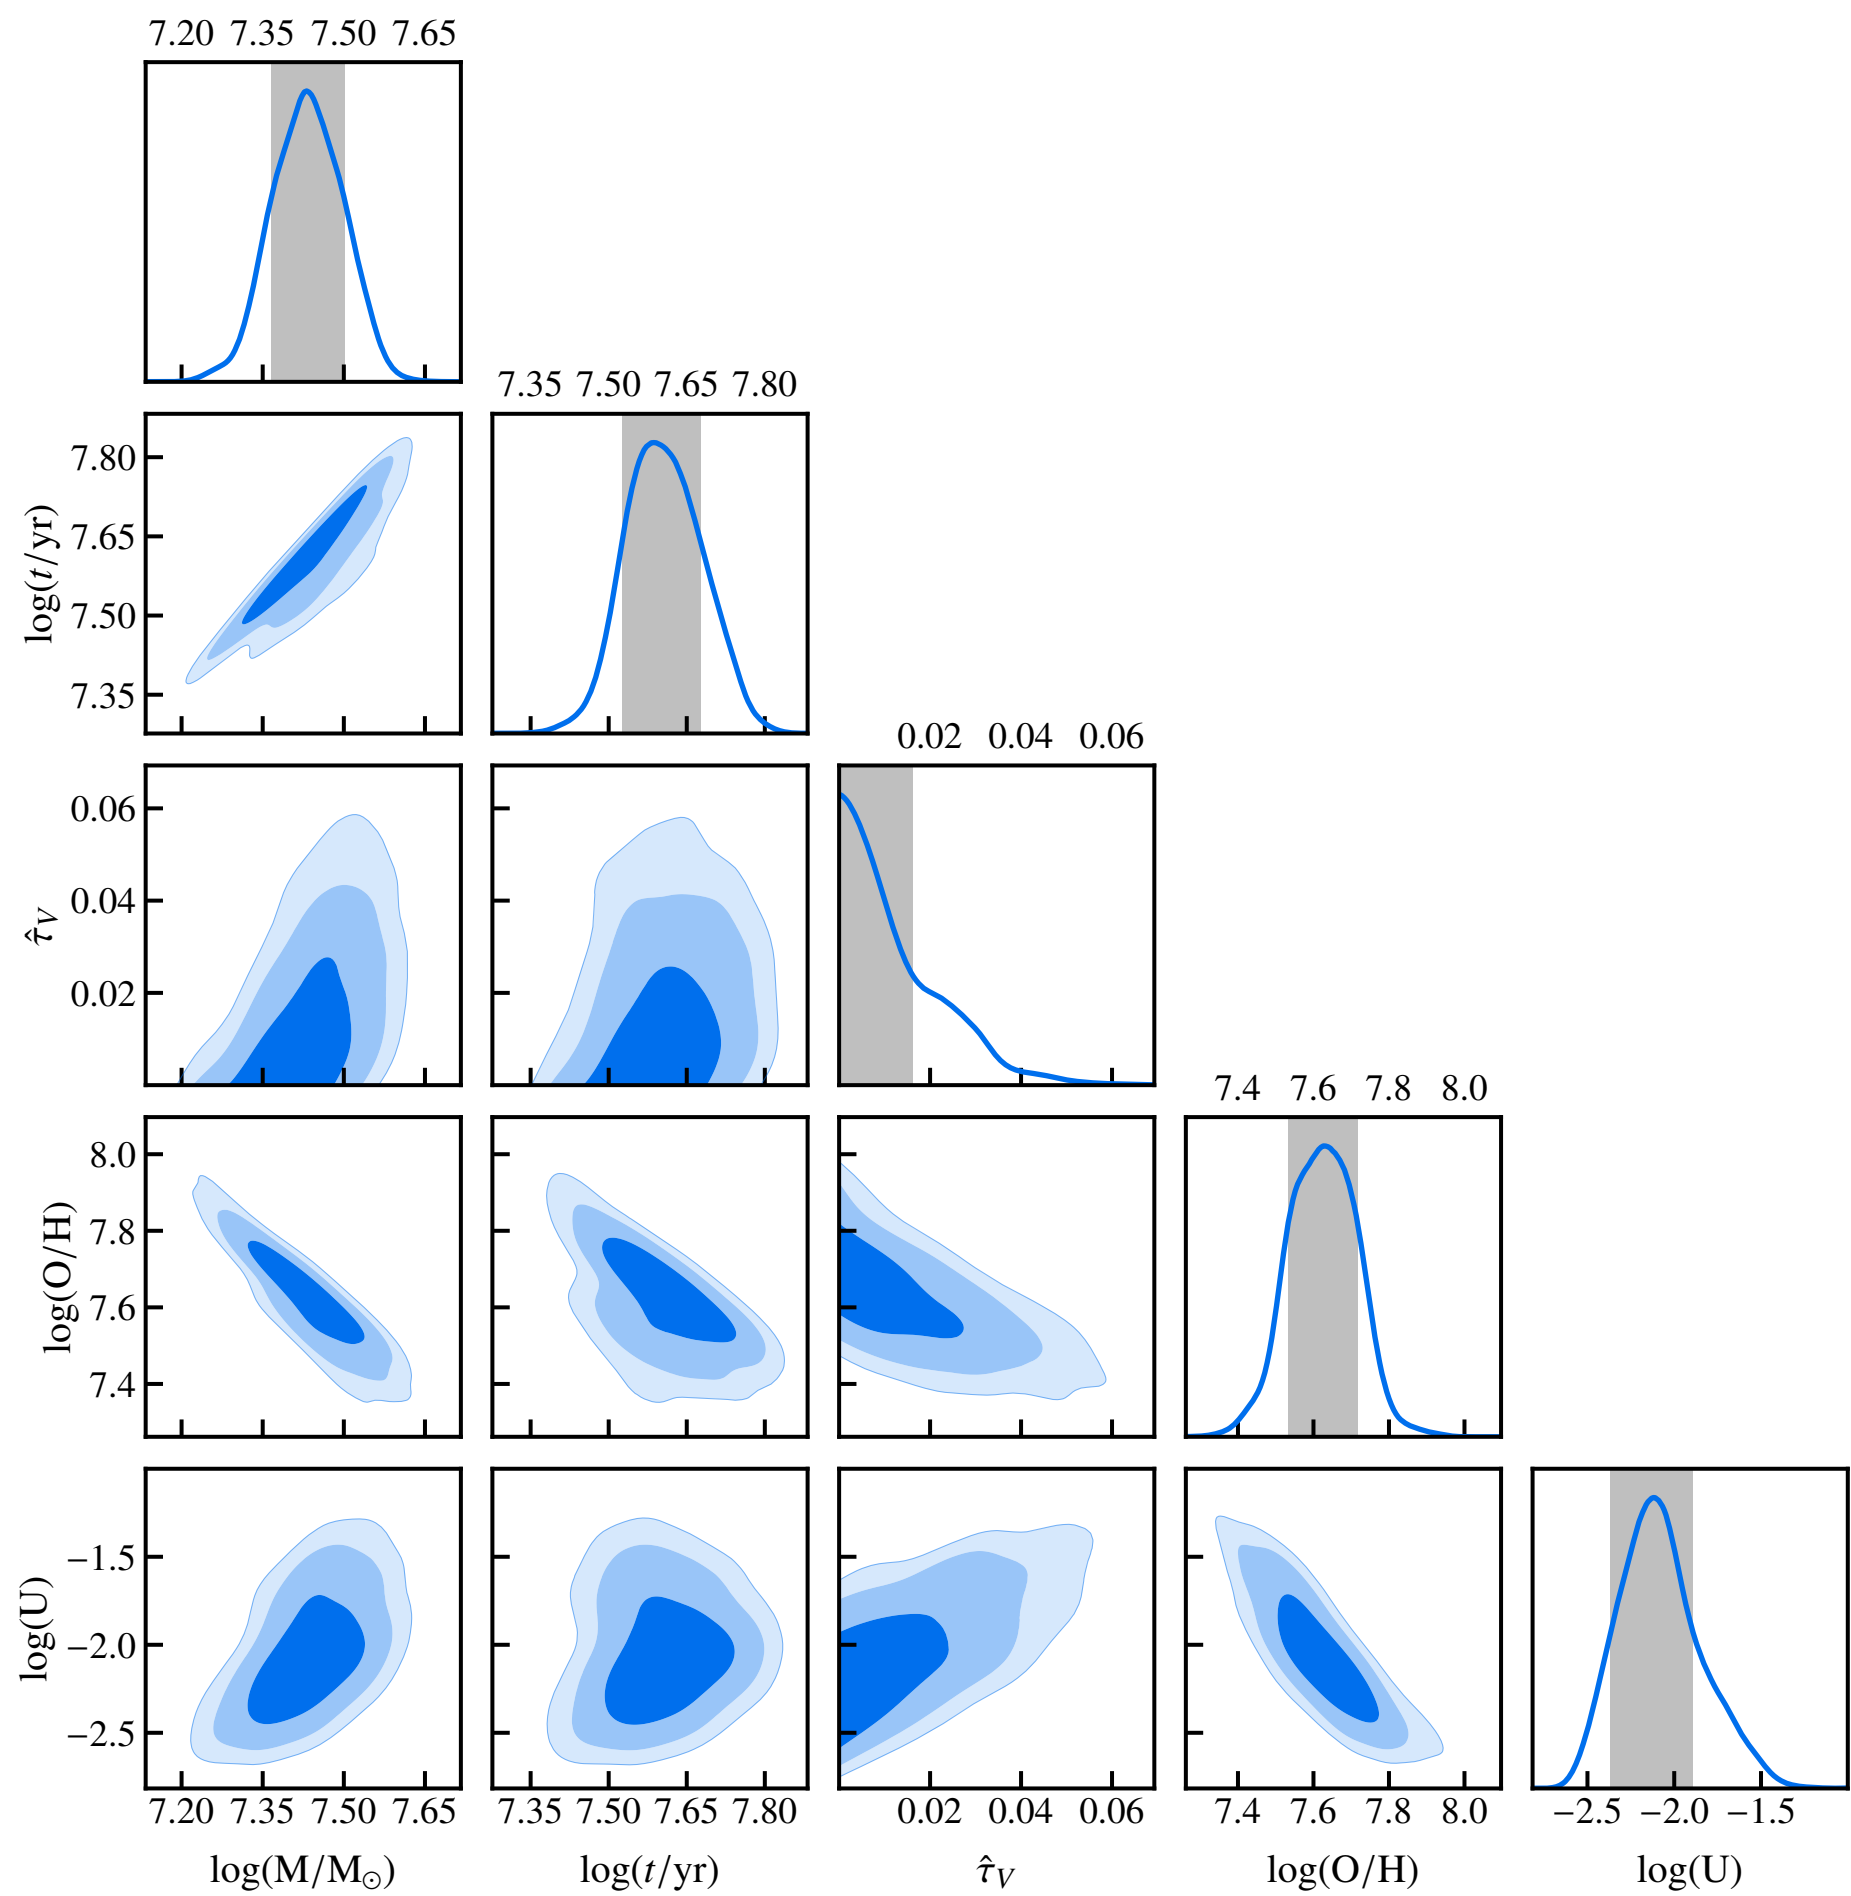 7.20 7.35 7.50 7.65
7.35 7.50 7.65 7.80
log(t/yr)
7.80
7.65
7.50
7.35
0.02 0.04 0.06
τ̂_V
0.06
0.04
0.02
7.4 7.6 7.8 8.0
log(O/H)
8.0
7.8
7.6
7.4
log(U)
−1.5
−2.0
−2.5
7.20 7.35 7.50 7.65
7.35 7.50 7.65 7.80
0.02 0.04 0.06
7.4 7.6 7.8 8.0
−2.5 −2.0 −1.5
log(M/M☉)
log(t/yr)
τ̂_V
log(O/H)
log(U)